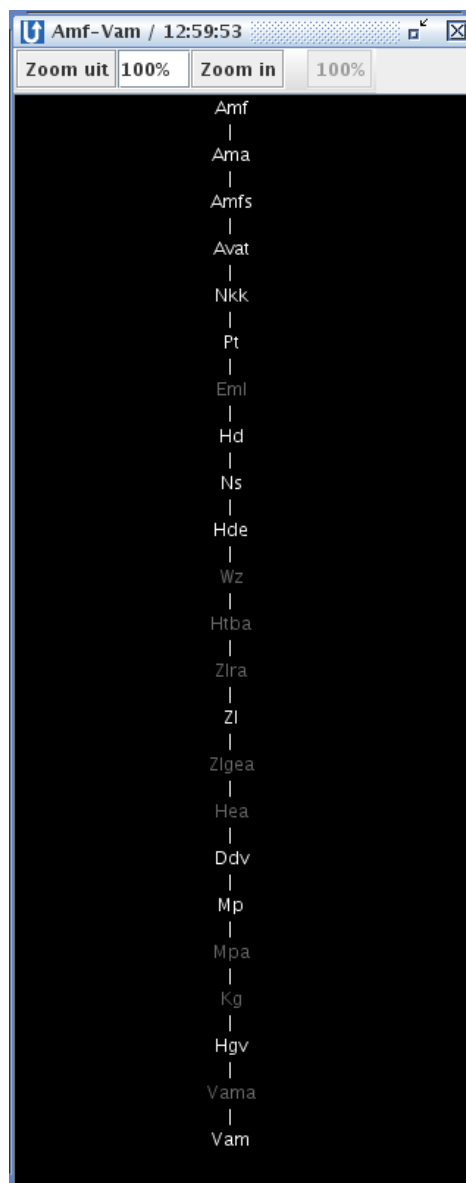 Amf-Vam / 12:59:53
Zoom uit 100% Zoom in 100%
Amf
Ama
Amfs
Avat
Nkk
Pt
Eml
Hd
Ns
Hde
Wz
Htba
Zlra
Zl
Zlgea
Hea
Ddv
Mp
Mpa
Kg
Hgv
Vama
Vam